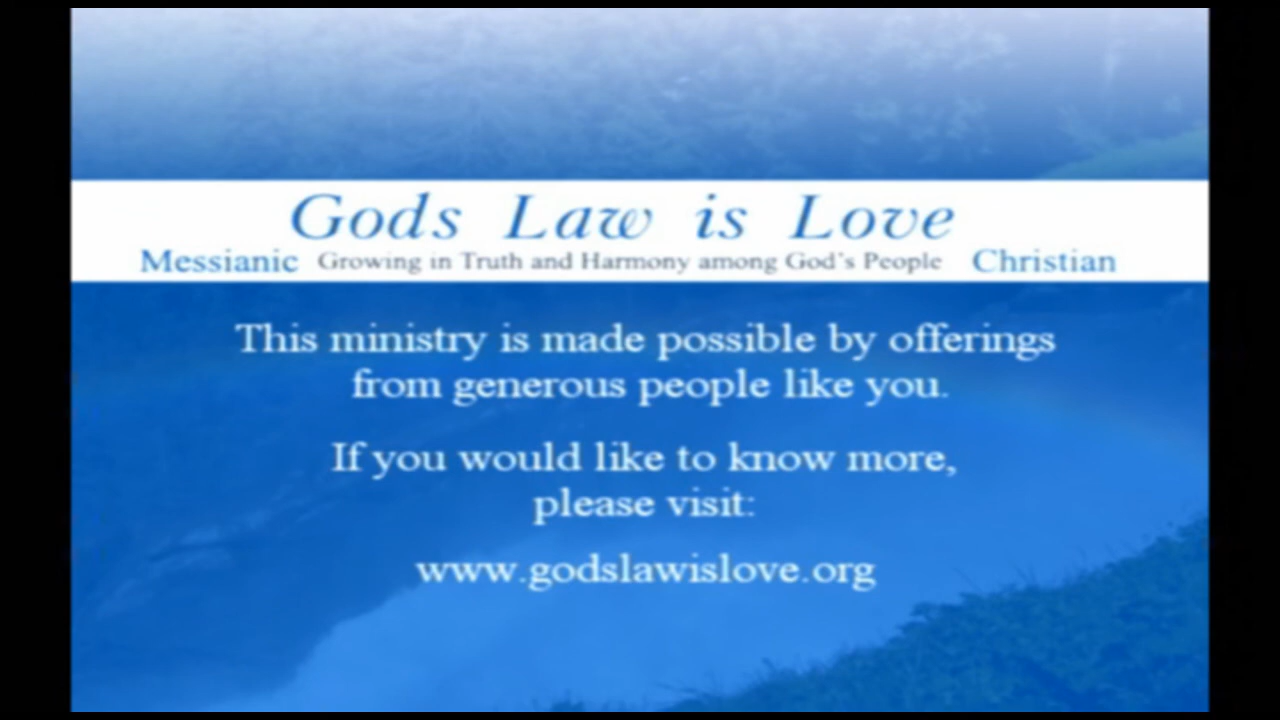 Gods Law is Love
Messianic Growing in Truth and Harmony among God's People Christian
This ministry is made possible by offerings
from generous people like you.
If you would like to know more,
please visit:
www.godslawislove.org